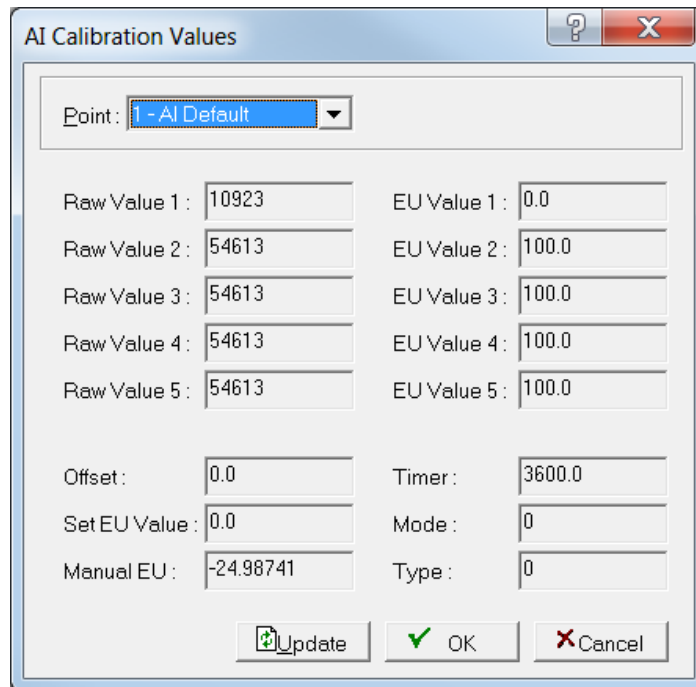 AI Calibration Values
Point : 1 - AI Default
Raw Value 1 : 10923 EU Value 1 : 0.0
Raw Value 2 : 54613 EU Value 2 : 100.0
Raw Value 3 : 54613 EU Value 3 : 100.0
Raw Value 4 : 54613 EU Value 4 : 100.0
Raw Value 5 : 54613 EU Value 5 : 100.0
Offset : 0.0 Timer : 3600.0
Set EU Value : 0.0 Mode : 0
Manual EU : -24.98741 Type : 0
Update OK Cancel